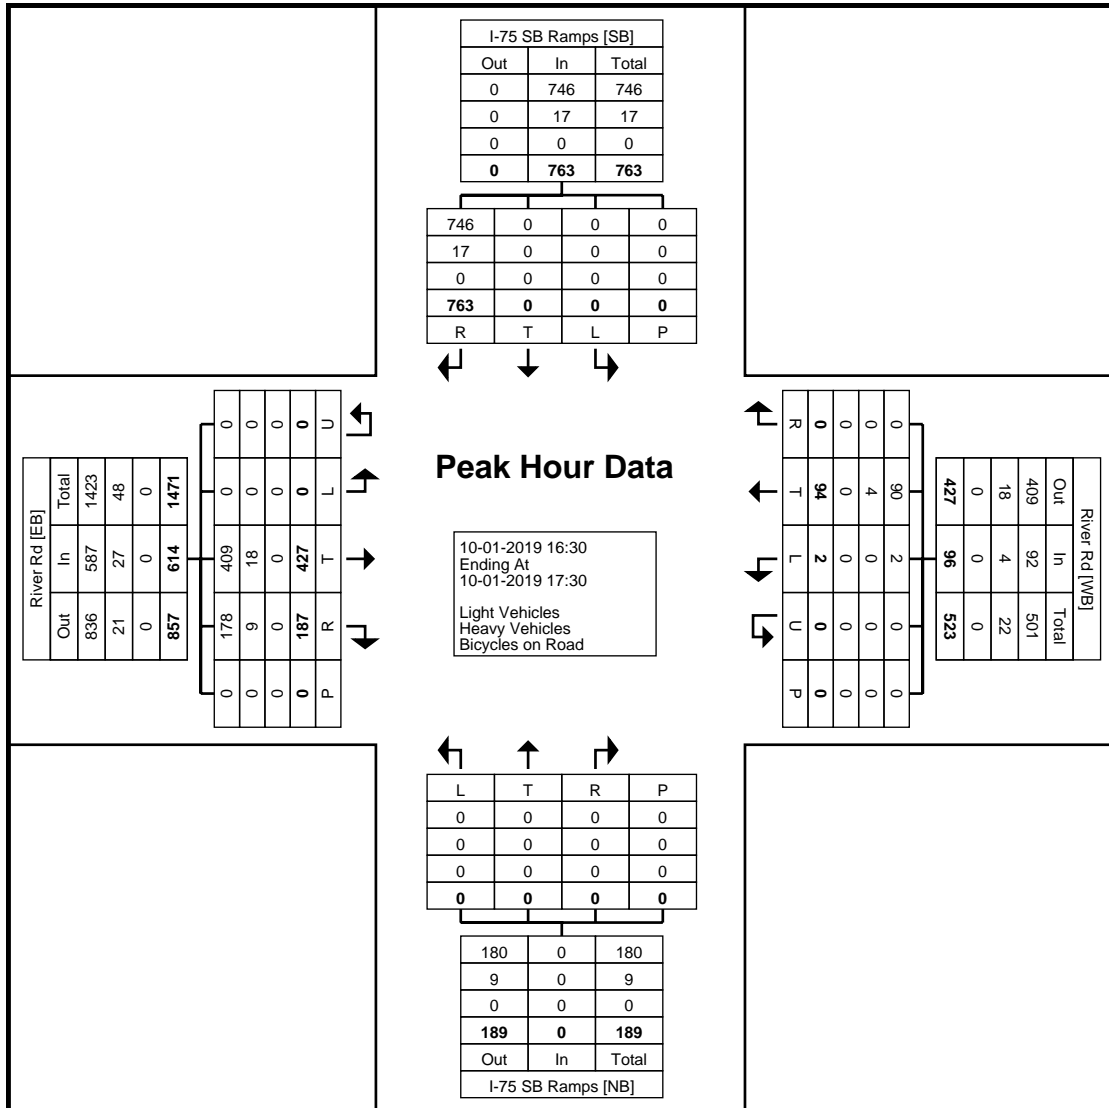 I-75 SB Ramps [SB]
Out In Total
0 746 746
0 17 17
0 0 0
0 763 763
746 0 0 0
17 0 0 0
0 0 0 0
763 0 0 0
R T L P
River Rd [EB]
Total 1423 48 0 1471
In 587 27 0 614
Out 836 21 0 857
0 0 0 0 U
0 0 0 0 L
409 18 0 427 T
178 9 0 187 R
0 0 0 0 P
Peak Hour Data
10-01-2019 16:30
Ending At
10-01-2019 17:30
Light Vehicles
Heavy Vehicles
Bicycles on Road
R 0 0 0 0
T 94 0 4 90
L 2 0 0 2
U 0 0 0 0
P 0 0 0 0
River Rd [WB]
Out In Total
409 92 501
18 4 22
0 0 0
427 96 523
L T R P
0 0 0 0
0 0 0 0
0 0 0 0
0 0 0 0
180 0 180
9 0 9
0 0 0
189 0 189
Out In Total
I-75 SB Ramps [NB]